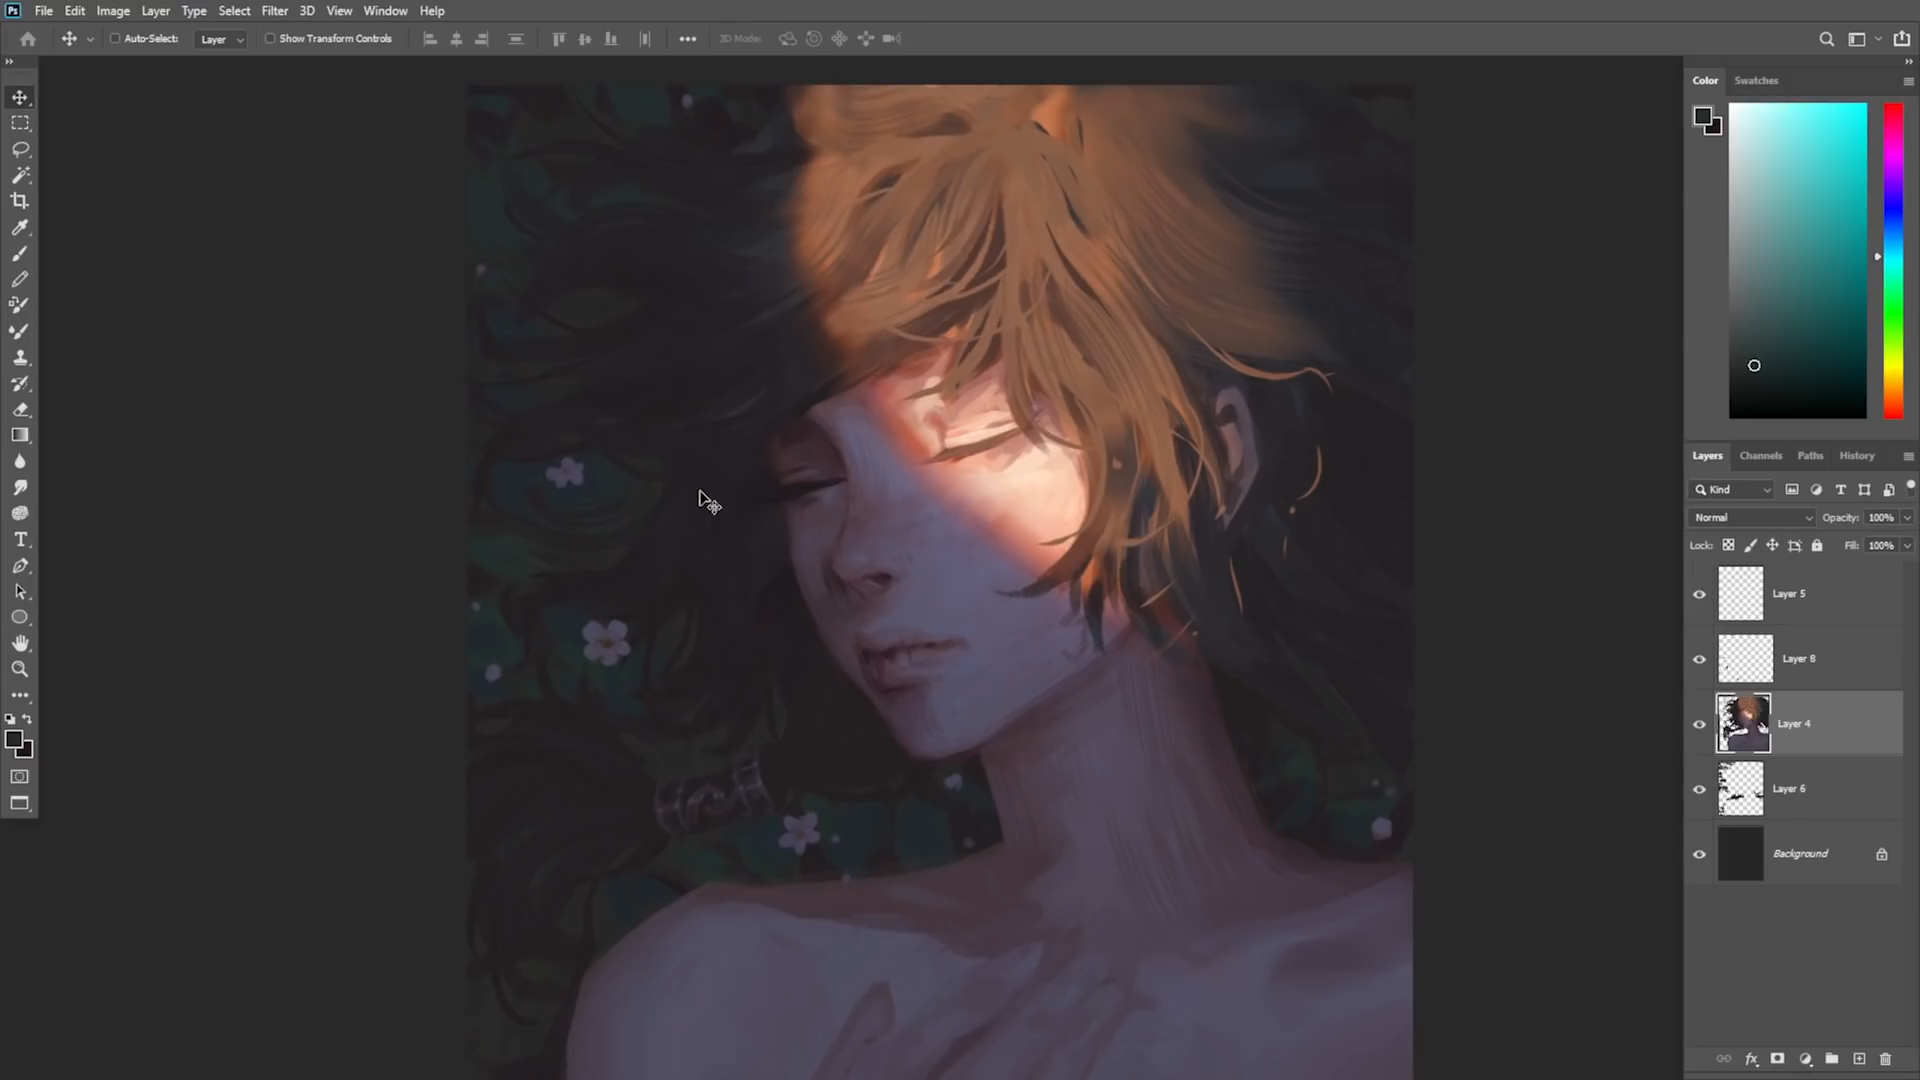 Ps File Edit Image Layer Type Select Filter 3D View Window Help
Auto-Select: Layer Show Transform Controls 3D Mode:
Color Swatches
Layers Channels Paths History
Kind
Normal Opacity: 100%
Lock: Fill: 100%
Layer 5
Layer 8
Layer 4
Layer 6
Background
fx